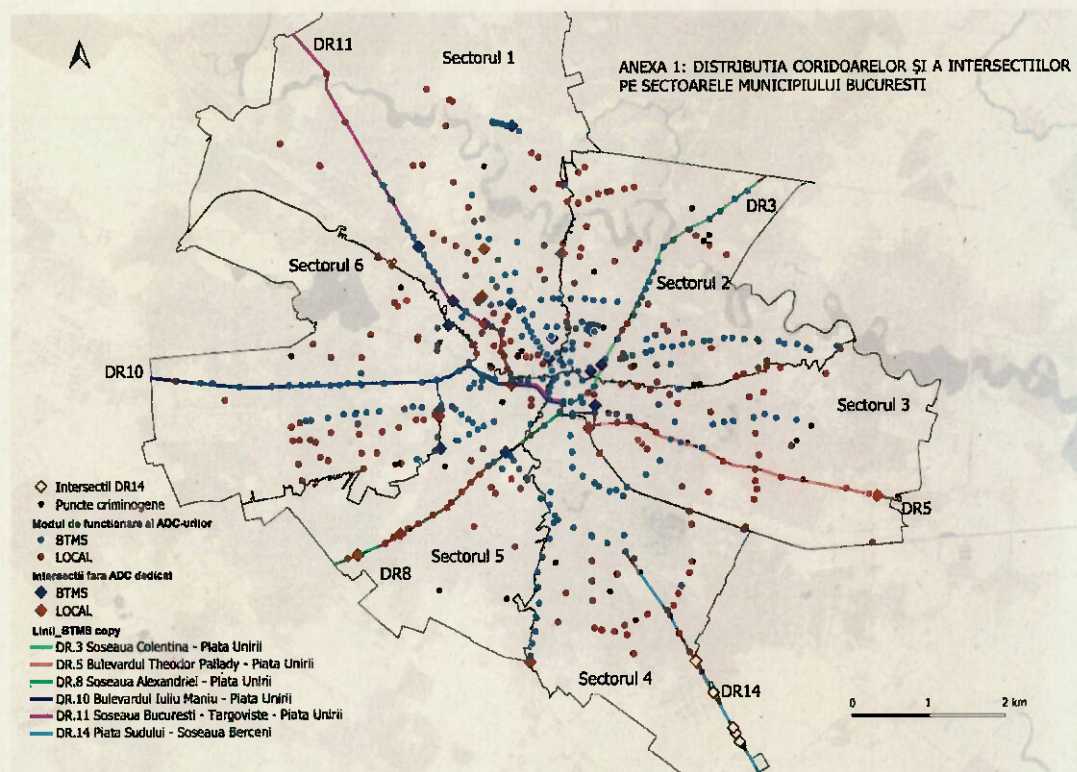 DR11
Sectorul 1
ANEXA 1: DISTRIBUTIA CORIDOARELOR ȘI A INTERSECTIILOR
PE SECTOARELE MUNICIPIULUI BUCURESTI
DR3
Sectorul 6
Sectorul 2
DR10
Sectorul 3
DR5
Sectorul 5
DR8
Sectorul 4
DR14
Intersectii DR14
Puncte criminogene
Modul de functionare al ADC-urilor
BTMS
LOCAL
Intersectii fara ADC dedicat
BTMS
LOCAL
Linii_BTMS copy
DR.3 Soseaua Colentina - Piata Unirii
DR.5 Bulevardul Theodor Pallady - Piata Unirii
DR.8 Soseaua Alexandriei - Piata Unirii
DR.10 Bulevardul Iuliu Maniu - Piata Unirii
DR.11 Soseaua Bucuresti - Targoviste - Piata Unirii
DR.14 Piata Sudului - Soseaua Berceni
0 1 2 km